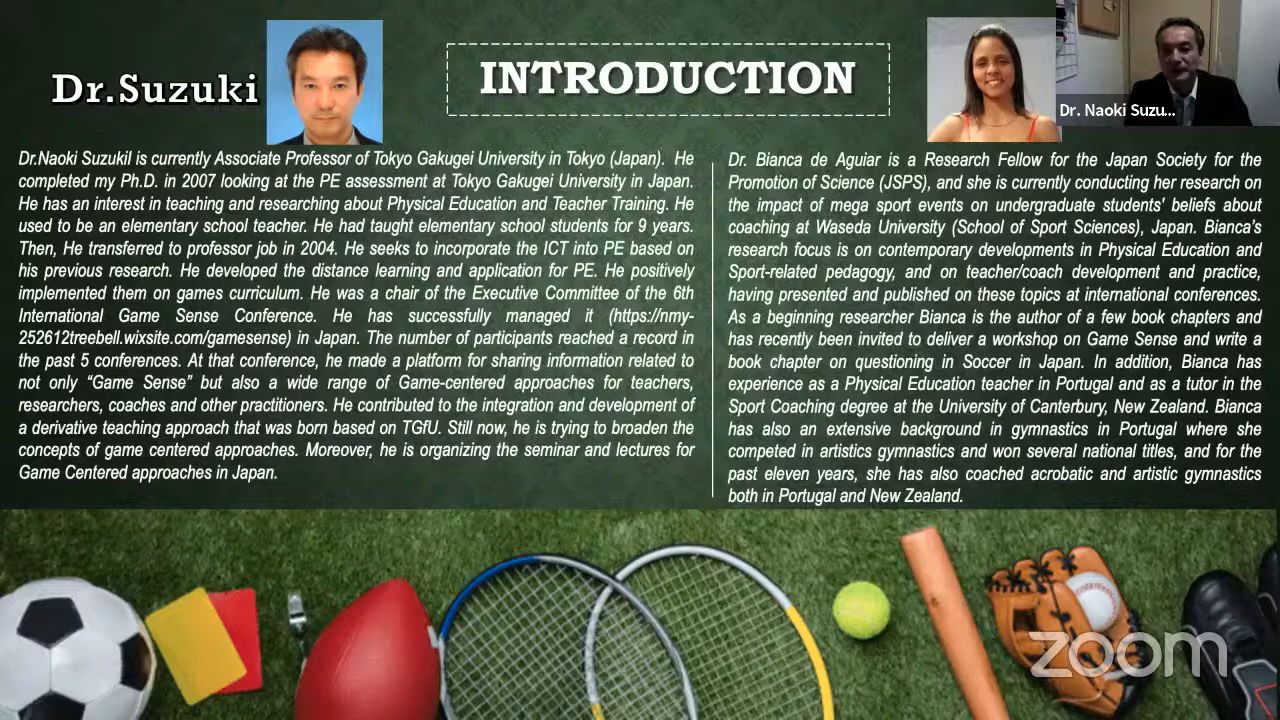 Dr.Suzuki
INTRODUCTION
Dr. Naoki Suzu...
Dr.Naoki Suzukil is currently Associate Professor of Tokyo Gakugei University in Tokyo (Japan). He
completed my Ph.D. in 2007 looking at the PE assessment at Tokyo Gakugei University in Japan.
He has an interest in teaching and researching about Physical Education and Teacher Training. He
used to be an elementary school teacher. He had taught elementary school students for 9 years.
Then, He transferred to professor job in 2004. He seeks to incorporate the ICT into PE based on
his previous research. He developed the distance learning and application for PE. He positively
implemented them on games curriculum. He was a chair of the Executive Committee of the 6th
International Game Sense Conference. He has successfully managed it (https://nmy-
252612treebell.wixsite.com/gamesense) in Japan. The number of participants reached a record in
the past 5 conferences. At that conference, he made a platform for sharing information related to
not only “Game Sense” but also a wide range of Game-centered approaches for teachers,
researchers, coaches and other practitioners. He contributed to the integration and development of
a derivative teaching approach that was born based on TGfU. Still now, he is trying to broaden the
concepts of game centered approaches. Moreover, he is organizing the seminar and lectures for
Game Centered approaches in Japan.
Dr. Bianca de Aguiar is a Research Fellow for the Japan Society for the
Promotion of Science (JSPS), and she is currently conducting her research on
the impact of mega sport events on undergraduate students' beliefs about
coaching at Waseda University (School of Sport Sciences), Japan. Bianca’s
research focus is on contemporary developments in Physical Education and
Sport-related pedagogy, and on teacher/coach development and practice,
having presented and published on these topics at international conferences.
As a beginning researcher Bianca is the author of a few book chapters and
has recently been invited to deliver a workshop on Game Sense and write a
book chapter on questioning in Soccer in Japan. In addition, Bianca has
experience as a Physical Education teacher in Portugal and as a tutor in the
Sport Coaching degree at the University of Canterbury, New Zealand. Bianca
has also an extensive background in gymnastics in Portugal where she
competed in artistics gymnastics and won several national titles, and for the
past eleven years, she has also coached acrobatic and artistic gymnastics
both in Portugal and New Zealand.
zoom